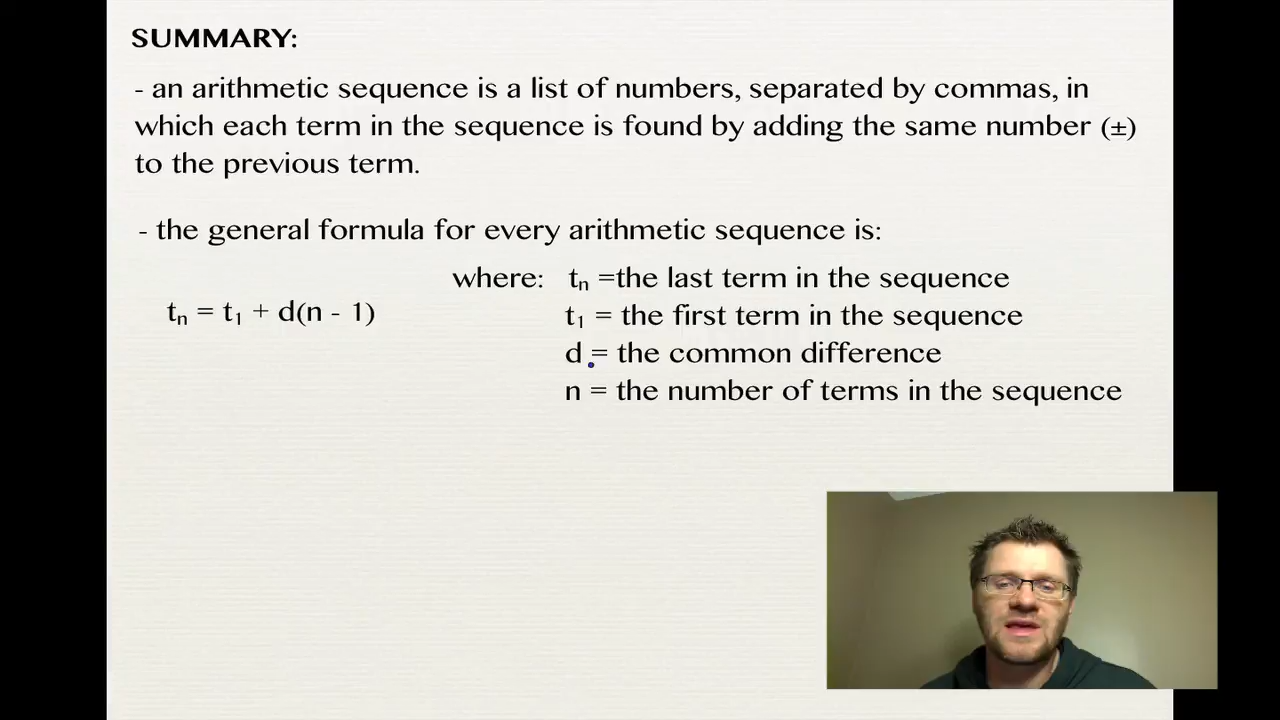 SUMMARY:
- an arithmetic sequence is a list of numbers, separated by commas, in
which each term in the sequence is found by adding the same number (±)
to the previous term.
- the general formula for every arithmetic sequence is:
where: tₙ =the last term in the sequence
tₙ = t₁ + d(n - 1)
t₁ = the first term in the sequence
d = the common difference
n = the number of terms in the sequence